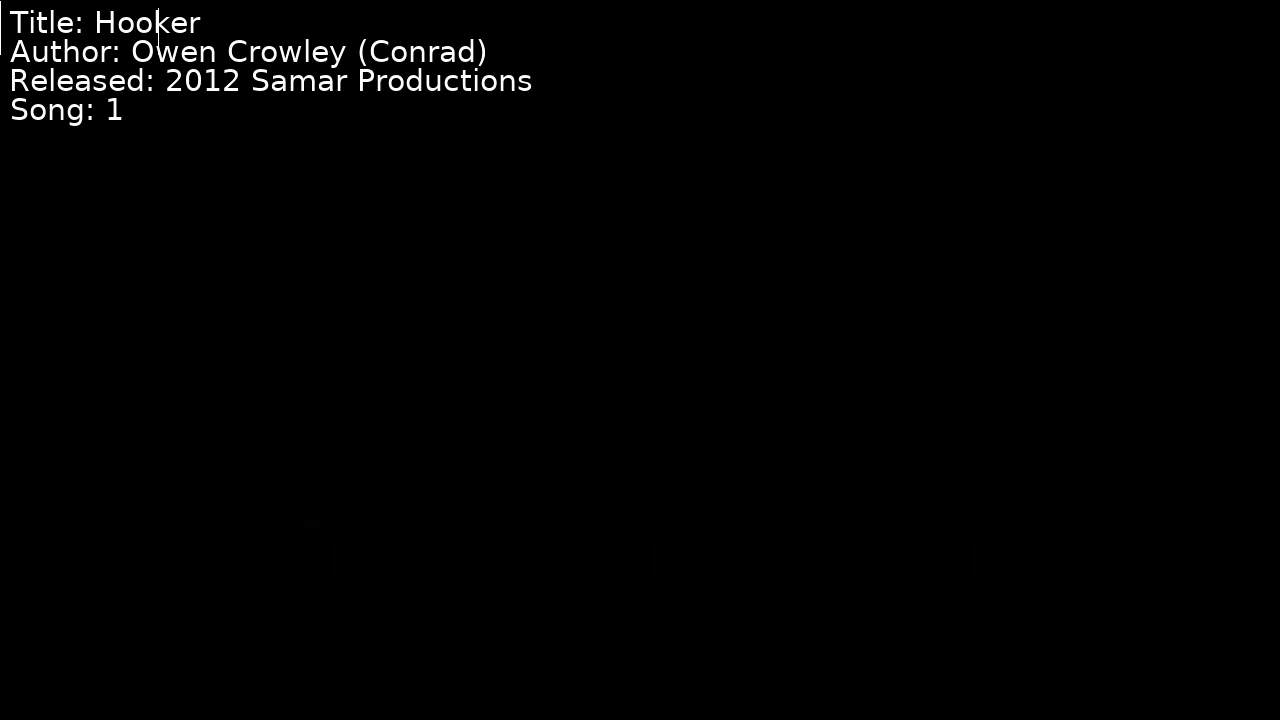 Title: Hooker
Author: Owen Crowley (Conrad)
Released: 2012 Samar Productions
Song: 1